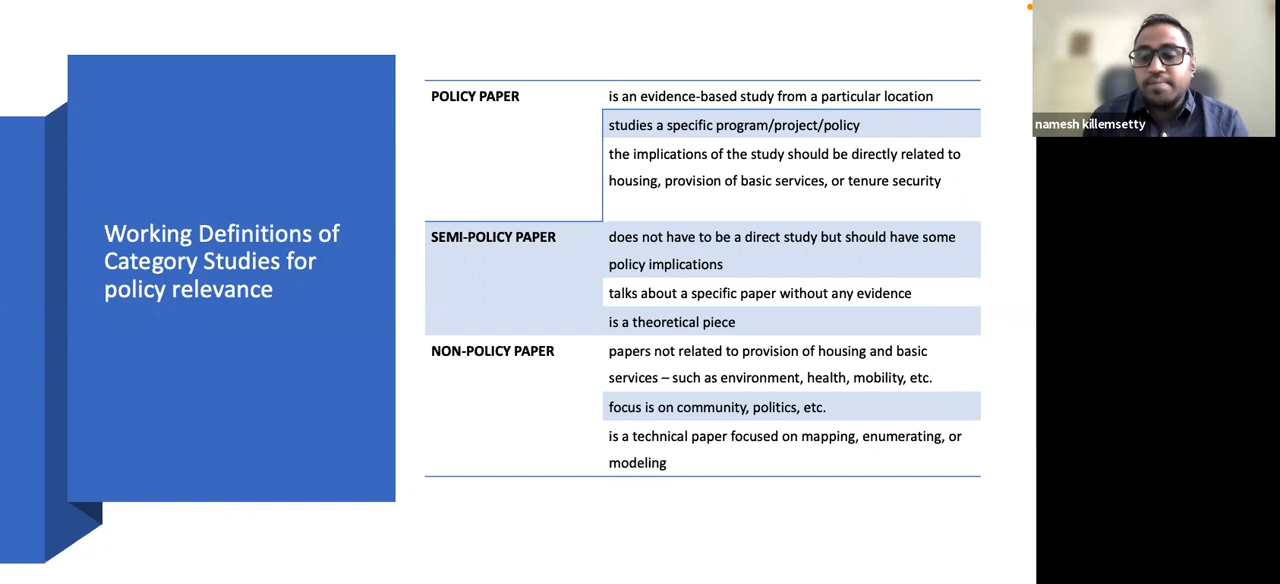 Working Definitions of
Category Studies for
policy relevance
POLICY PAPER
is an evidence-based study from a particular location
studies a specific program/project/policy
the implications of the study should be directly related to
housing, provision of basic services, or tenure security
SEMI-POLICY PAPER
does not have to be a direct study but should have some
policy implications
talks about a specific paper without any evidence
is a theoretical piece
NON-POLICY PAPER
papers not related to provision of housing and basic
services – such as environment, health, mobility, etc.
focus is on community, politics, etc.
is a technical paper focused on mapping, enumerating, or
modeling
namesh killemsetty